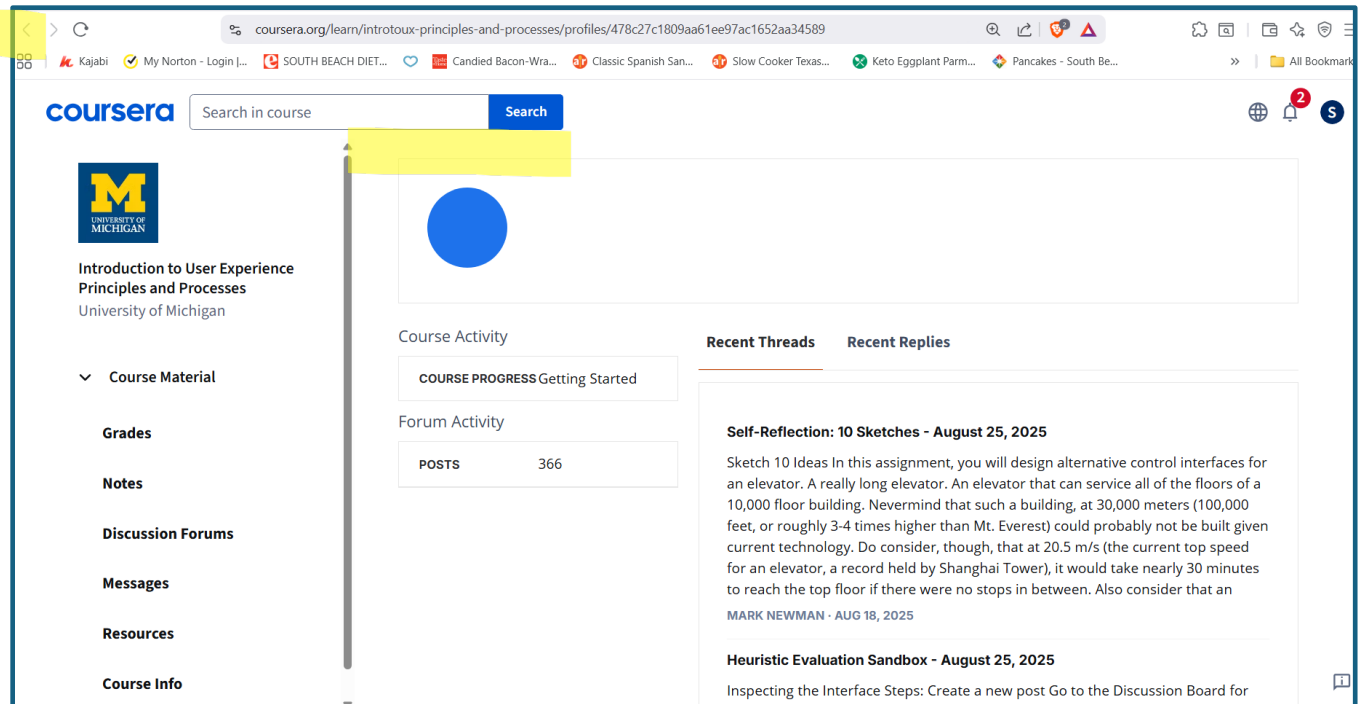 coursera.org/learn/introtoux-principles-and-processes/profiles/478c27c1809aa61ee97ac1652aa34589
2
Kajabi
My Norton - Login |...
SOUTH BEACH DIET...
Candied Bacon-Wra...
Classic Spanish San...
Slow Cooker Texas...
Keto Eggplant Parm...
Pancakes - South Be...
»
All Bookmark
coursera
Search in course
Search
2
S
M
UNIVERSITY OF
MICHIGAN
Introduction to User Experience
Principles and Processes
University of Michigan
Course Material
Grades
Notes
Discussion Forums
Messages
Resources
Course Info
Course Activity
COURSE PROGRESS Getting Started
Forum Activity
POSTS 366
Recent Threads
Recent Replies
Self-Reflection: 10 Sketches - August 25, 2025
Sketch 10 Ideas In this assignment, you will design alternative control interfaces for
an elevator. A really long elevator. An elevator that can service all of the floors of a
10,000 floor building. Nevermind that such a building, at 30,000 meters (100,000
feet, or roughly 3-4 times higher than Mt. Everest) could probably not be built given
current technology. Do consider, though, that at 20.5 m/s (the current top speed
for an elevator, a record held by Shanghai Tower), it would take nearly 30 minutes
to reach the top floor if there were no stops in between. Also consider that an
MARK NEWMAN · AUG 18, 2025
Heuristic Evaluation Sandbox - August 25, 2025
Inspecting the Interface Steps: Create a new post Go to the Discussion Board for